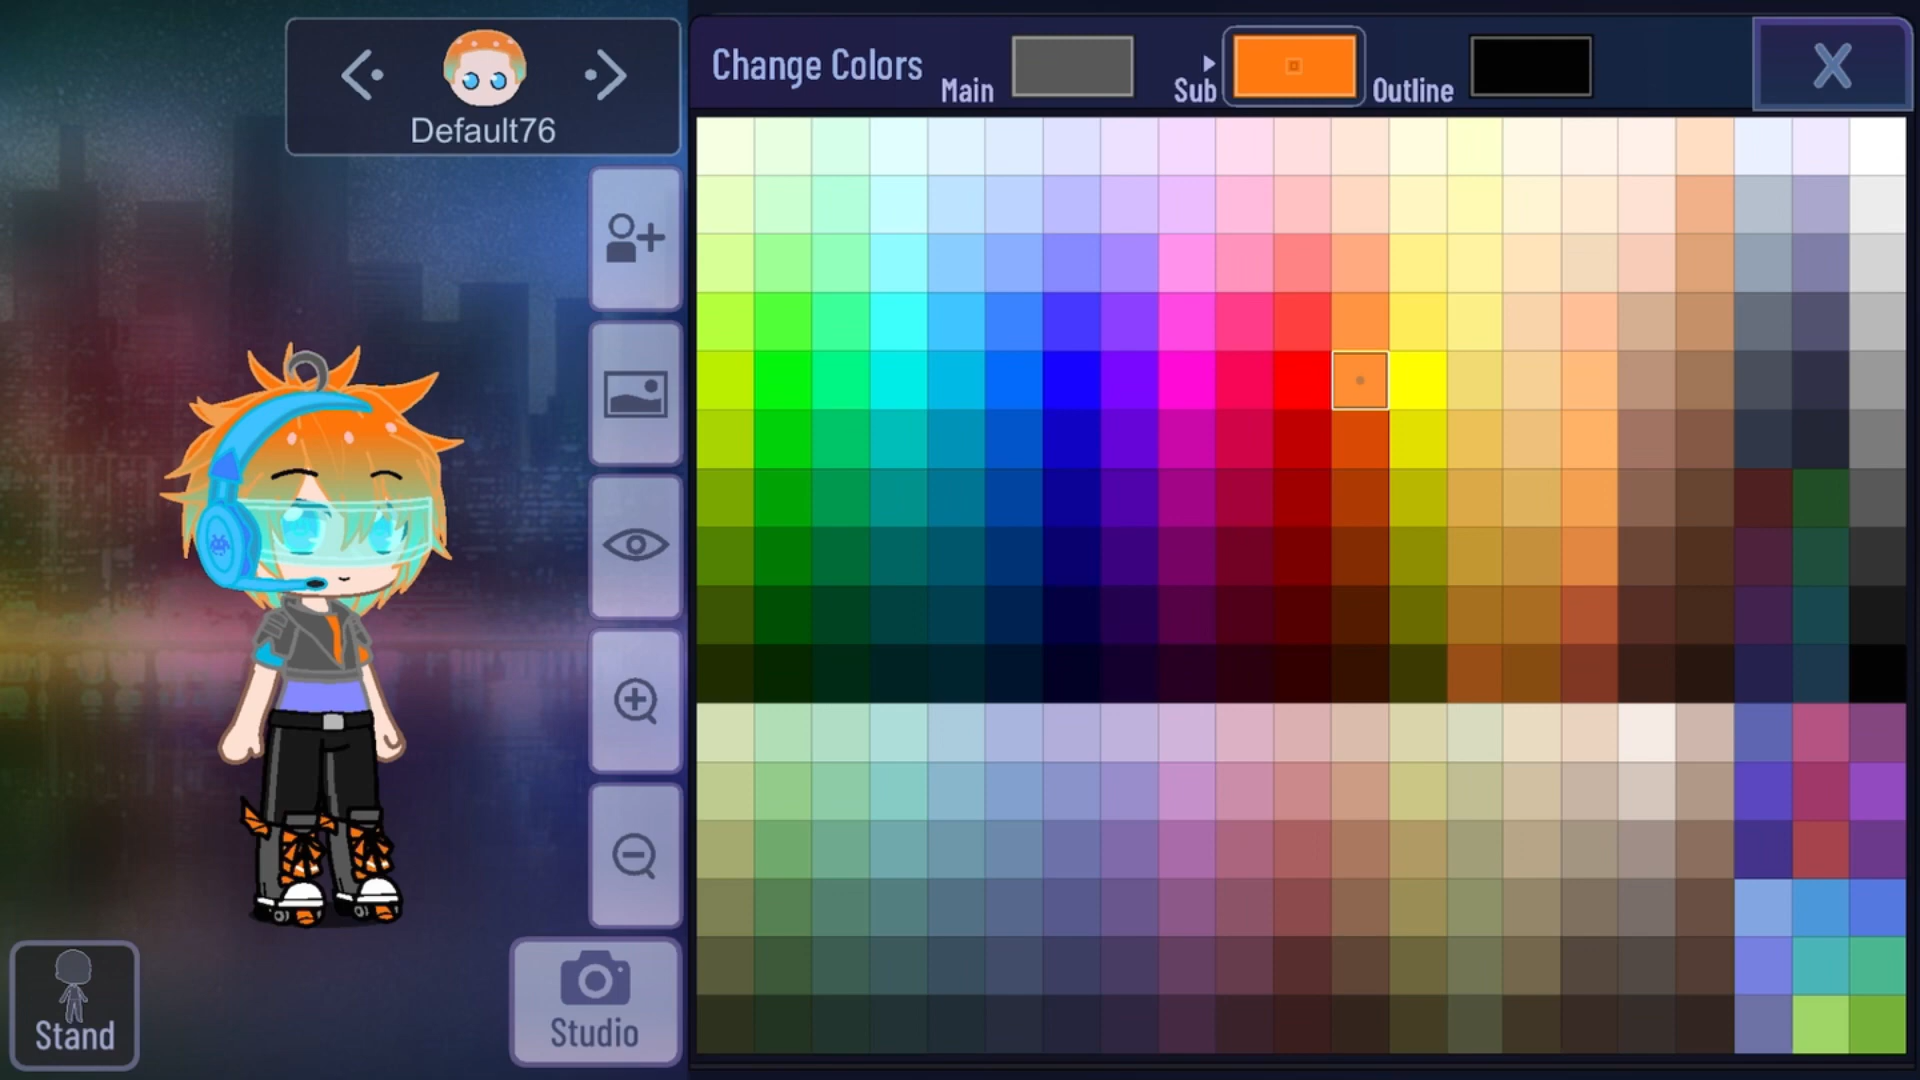 Default76
Change Colors
Main
Sub
Outline
X
Stand
Studio